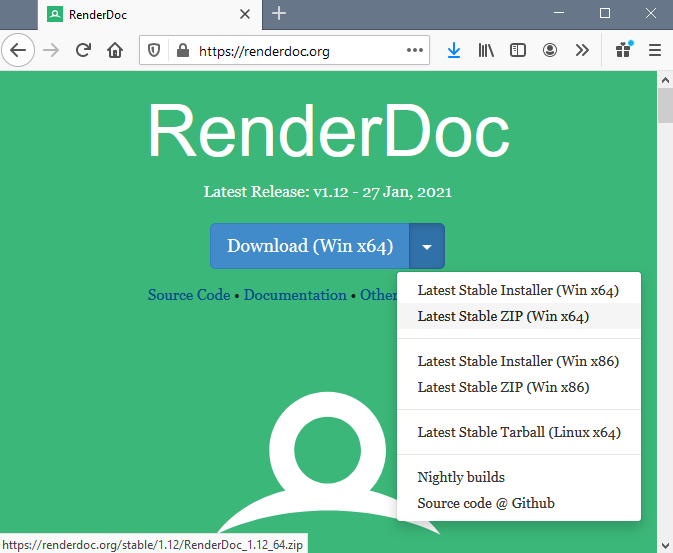 RenderDoc
https://renderdoc.org
RenderDoc
Latest Release: v1.12 - 27 Jan, 2021
Download (Win x64)
Source Code • Documentation • Other
Latest Stable Installer (Win x64)
Latest Stable ZIP (Win x64)
Latest Stable Installer (Win x86)
Latest Stable ZIP (Win x86)
Latest Stable Tarball (Linux x64)
Nightly builds
Source code @ Github
https://renderdoc.org/stable/1.12/RenderDoc_1.12_64.zip